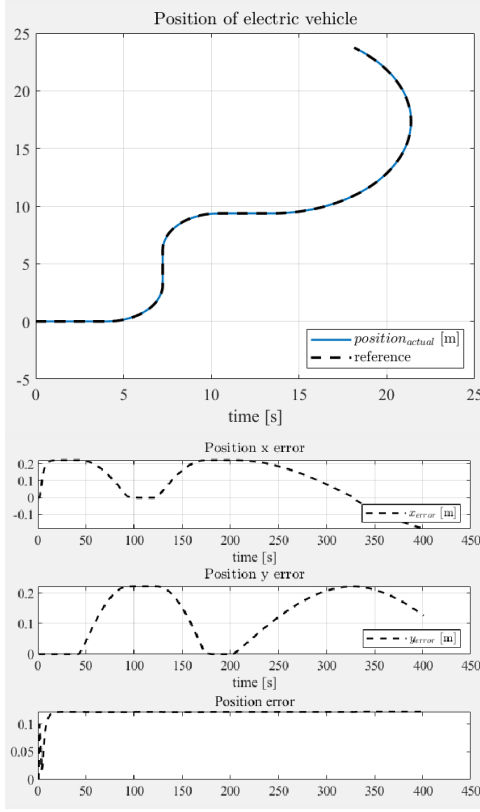 Position of electric vehicle
25
20
15
10
5
0
-5
position_actual [m]
reference
0 5 10 15 20 25
time [s]
Position x error
0.2
0.1
0
-0.1
x_error [m]
0 50 100 150 200 250 300 350 400 450
time [s]
Position y error
0.2
0.1
0
y_error [m]
0 50 100 150 200 250 300 350 400 450
time [s]
Position error
0.1
0.05
0
0 50 100 150 200 250 300 350 400 450